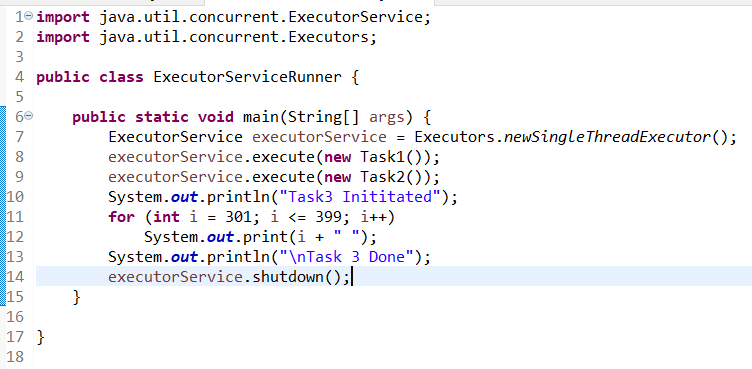 1 import java.util.concurrent.ExecutorService;
2 import java.util.concurrent.Executors;
3
4 public class ExecutorServiceRunner {
5
6 public static void main(String[] args) {
7 ExecutorService executorService = Executors.newSingleThreadExecutor();
8 executorService.execute(new Task1());
9 executorService.execute(new Task2());
10 System.out.println("Task3 Inititated");
11 for (int i = 301; i <= 399; i++)
12 System.out.print(i + " ");
13 System.out.println("\nTask 3 Done");
14 executorService.shutdown();
15 }
16
17 }
18